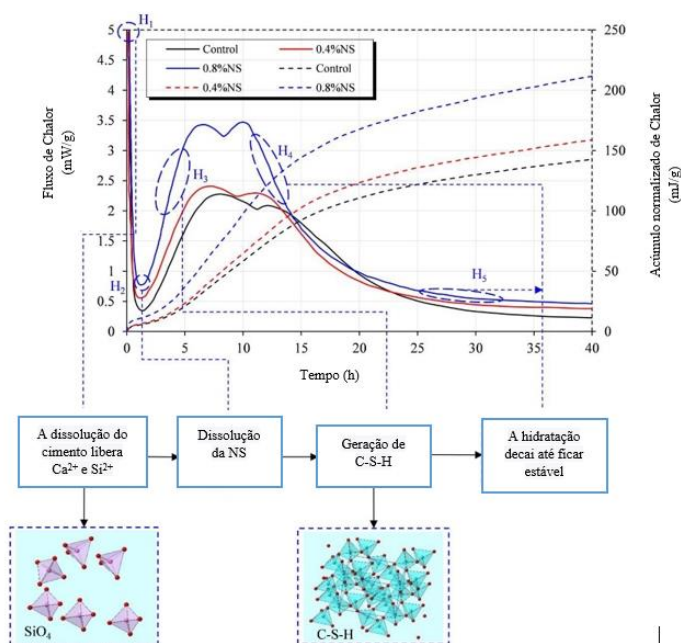 H₁
5
4.5
4
3.5
3
2.5
2
1.5
1
0.5
0
Fluxo de Calor
(mW/g)
Control
0.4%NS
0.8%NS
Control
0.4%NS
0.8%NS
H₂
H₃
H₄
H₅
250
200
150
100
50
0
Acúmulo normalizado de Calor
(mJ/g)
0
5
10
15
20
25
30
35
40
Tempo (h)
A dissolução do
cimento libera
Ca²⁺ e Si²⁺
Dissolução
da NS
Geração de
C-S-H
A hidratação
decai até ficar
estável
SiO₄
C-S-H